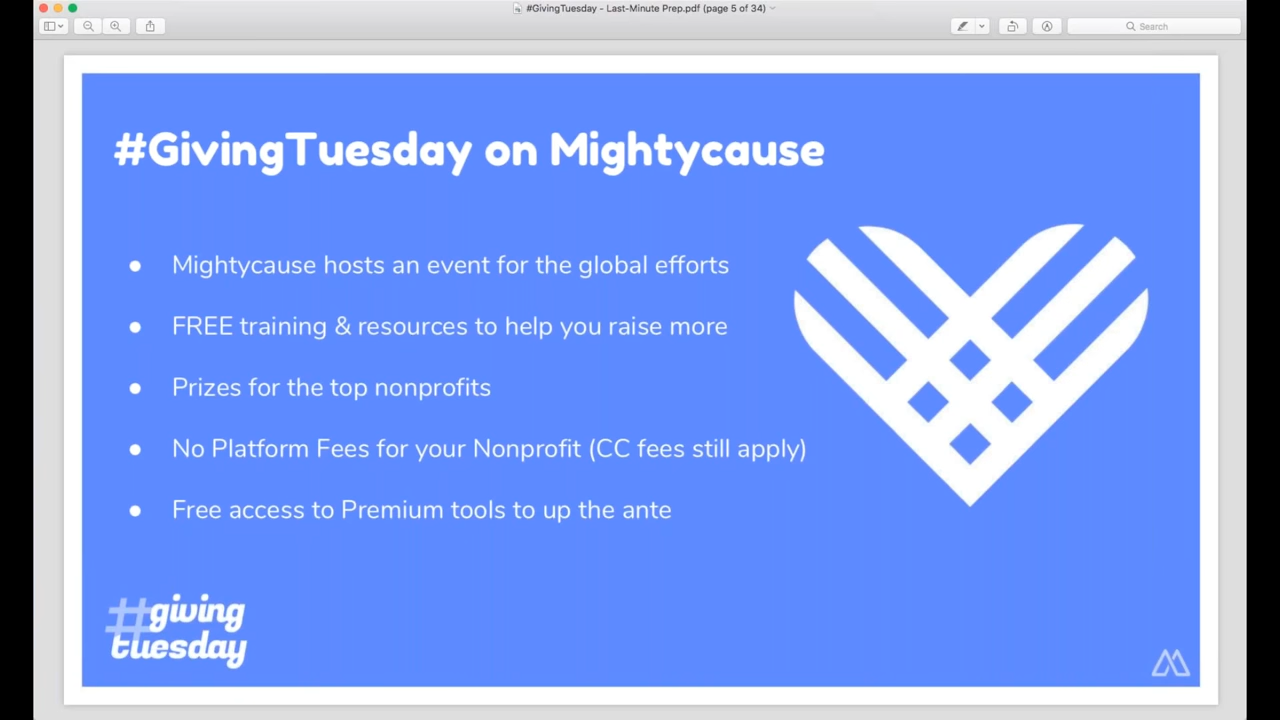 #GivingTuesday - Last-Minute Prep.pdf (page 5 of 34)
Search
#GivingTuesday on Mightycause
● Mightycause hosts an event for the global efforts
● FREE training & resources to help you raise more
● Prizes for the top nonprofits
● No Platform Fees for your Nonprofit (CC fees still apply)
● Free access to Premium tools to up the ante
#giving
tuesday